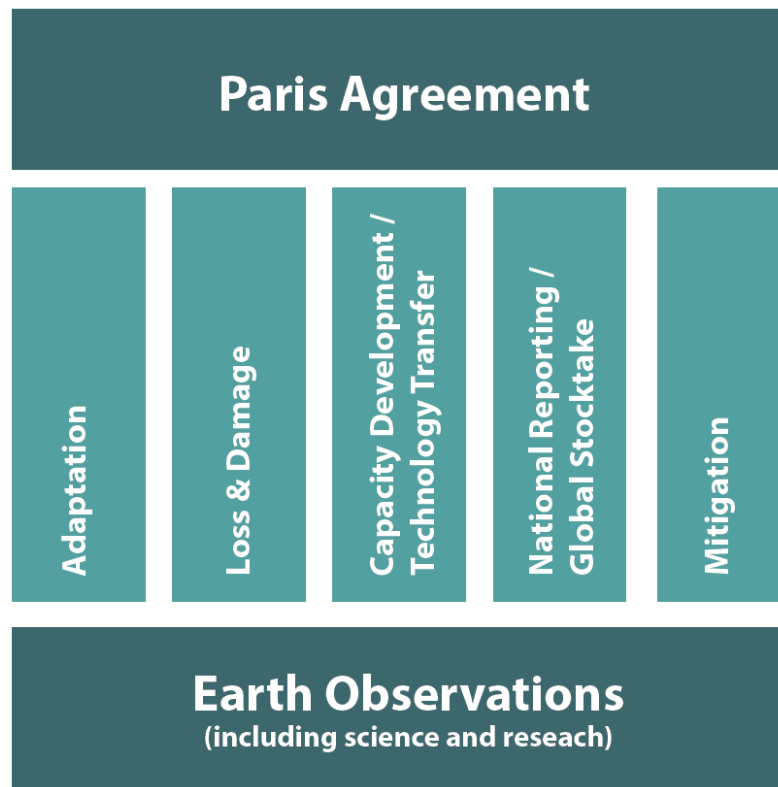 Paris Agreement
Adaptation
Loss & Damage
Capacity Development /
Technology Transfer
National Reporting /
Global Stocktake
Mitigation
Earth Observations
(including science and reseach)